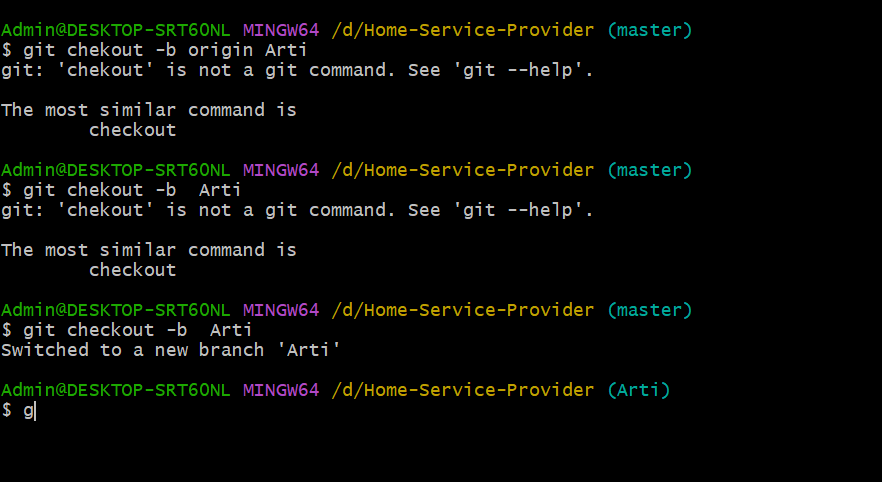 Admin@DESKTOP-SRT60NL MINGW64 /d/Home-Service-Provider (master)
$ git chekout -b origin Arti
git: 'chekout' is not a git command. See 'git --help'.
The most similar command is
checkout
Admin@DESKTOP-SRT60NL MINGW64 /d/Home-Service-Provider (master)
$ git chekout -b  Arti
git: 'chekout' is not a git command. See 'git --help'.
The most similar command is
checkout
Admin@DESKTOP-SRT60NL MINGW64 /d/Home-Service-Provider (master)
$ git checkout -b  Arti
Switched to a new branch 'Arti'
Admin@DESKTOP-SRT60NL MINGW64 /d/Home-Service-Provider (Arti)
$ g